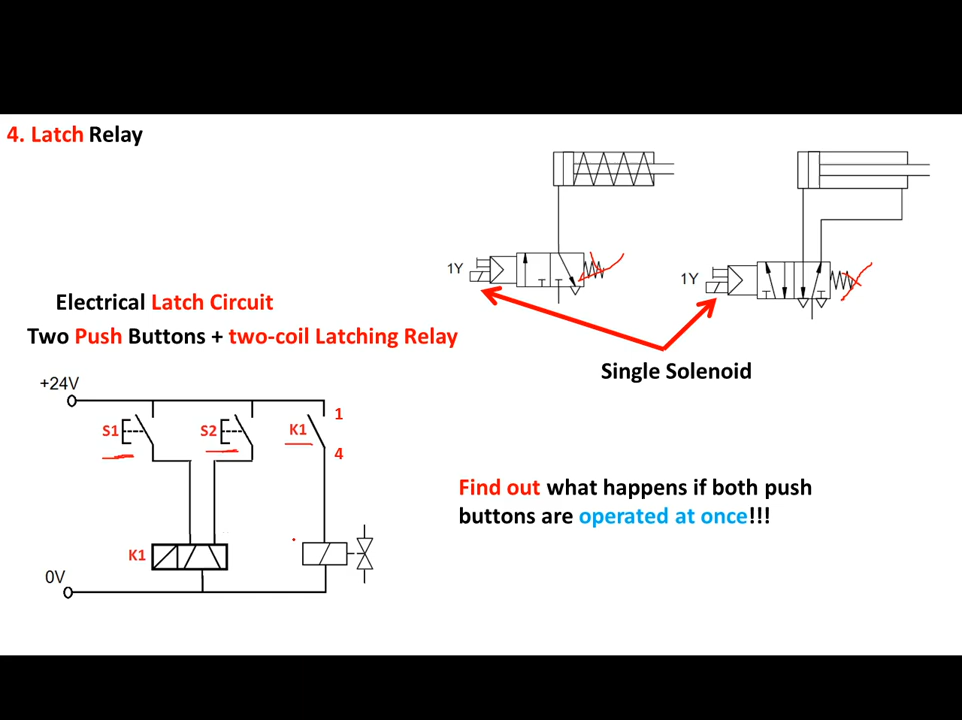 4. Latch Relay
1Y
1Y
Electrical Latch Circuit
Two Push Buttons + two-coil Latching Relay
Single Solenoid
+24V
1
S1
S2
K1
4
Find out what happens if both push
buttons are operated at once!!!
K1
0V